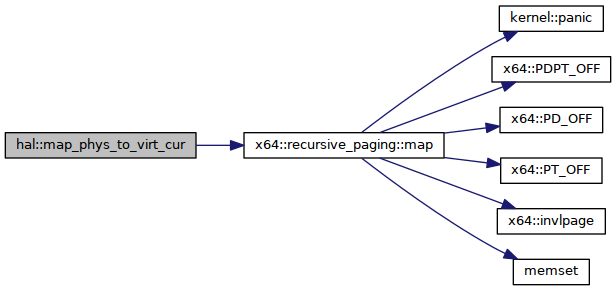 hal::map_phys_to_virt_cur
x64::recursive_paging::map
kernel::panic
x64::PDPT_OFF
x64::PD_OFF
x64::PT_OFF
x64::invlpage
memset